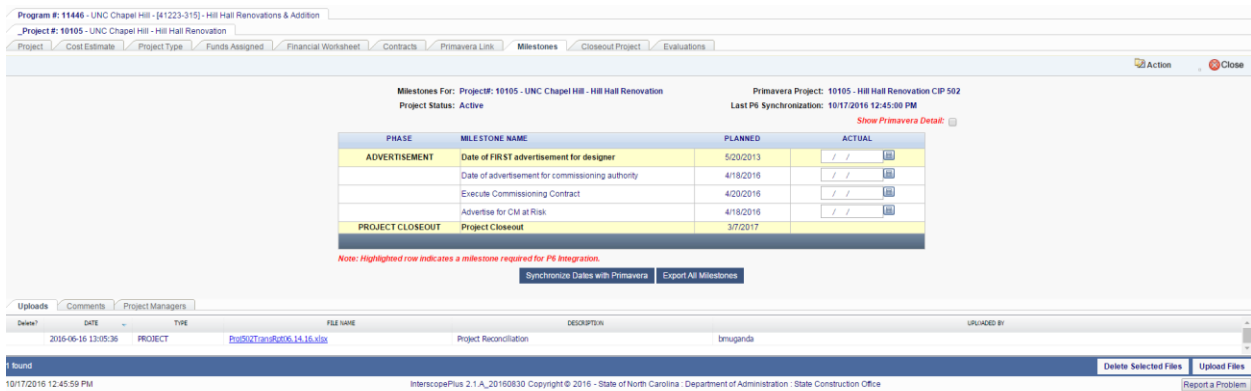 Program #: 11446 - UNC Chapel Hill - [41223-315] - Hill Hall Renovations & Addition
_Project #: 10105 - UNC Chapel Hill - Hill Hall Renovation
Project Cost Estimate Project Type Funds Assigned Financial Worksheet Contracts Primavera Link Milestones Closeout Project Evaluations
Action Close
Milestones For: Project#: 10105 - UNC Chapel Hill - Hill Hall Renovation Primavera Project: 10105 - Hill Hall Renovation CIP 502
Project Status: Active Last P6 Synchronization: 10/17/2016 12:45:00 PM
Show Primavera Detail:
PHASE MILESTONE NAME PLANNED ACTUAL
ADVERTISEMENT Date of FIRST advertisement for designer 5/20/2013 / /
Date of advertisement for commissioning authority 4/18/2016 / /
Execute Commissioning Contract 4/20/2016 / /
Advertise for CM at Risk 4/18/2016 / /
PROJECT CLOSEOUT Project Closeout 3/7/2017
Note: Highlighted row indicates a milestone required for P6 Integration.
Synchronize Dates with Primavera Export All Milestones
Uploads Comments Project Managers
Delete? DATE TYPE FILE NAME DESCRIPTION UPLOADED BY
2016-06-16 13:05:36 PROJECT Prol502TransRpt06.14.16.xlsx Project Reconciliation bmuganda
1 found Delete Selected Files Upload Files
10/17/2016 12:45:59 PM InterscopePlus 2.1.A_20160830 Copyright © 2016 - State of North Carolina : Department of Administration : State Construction Office Report a Problem